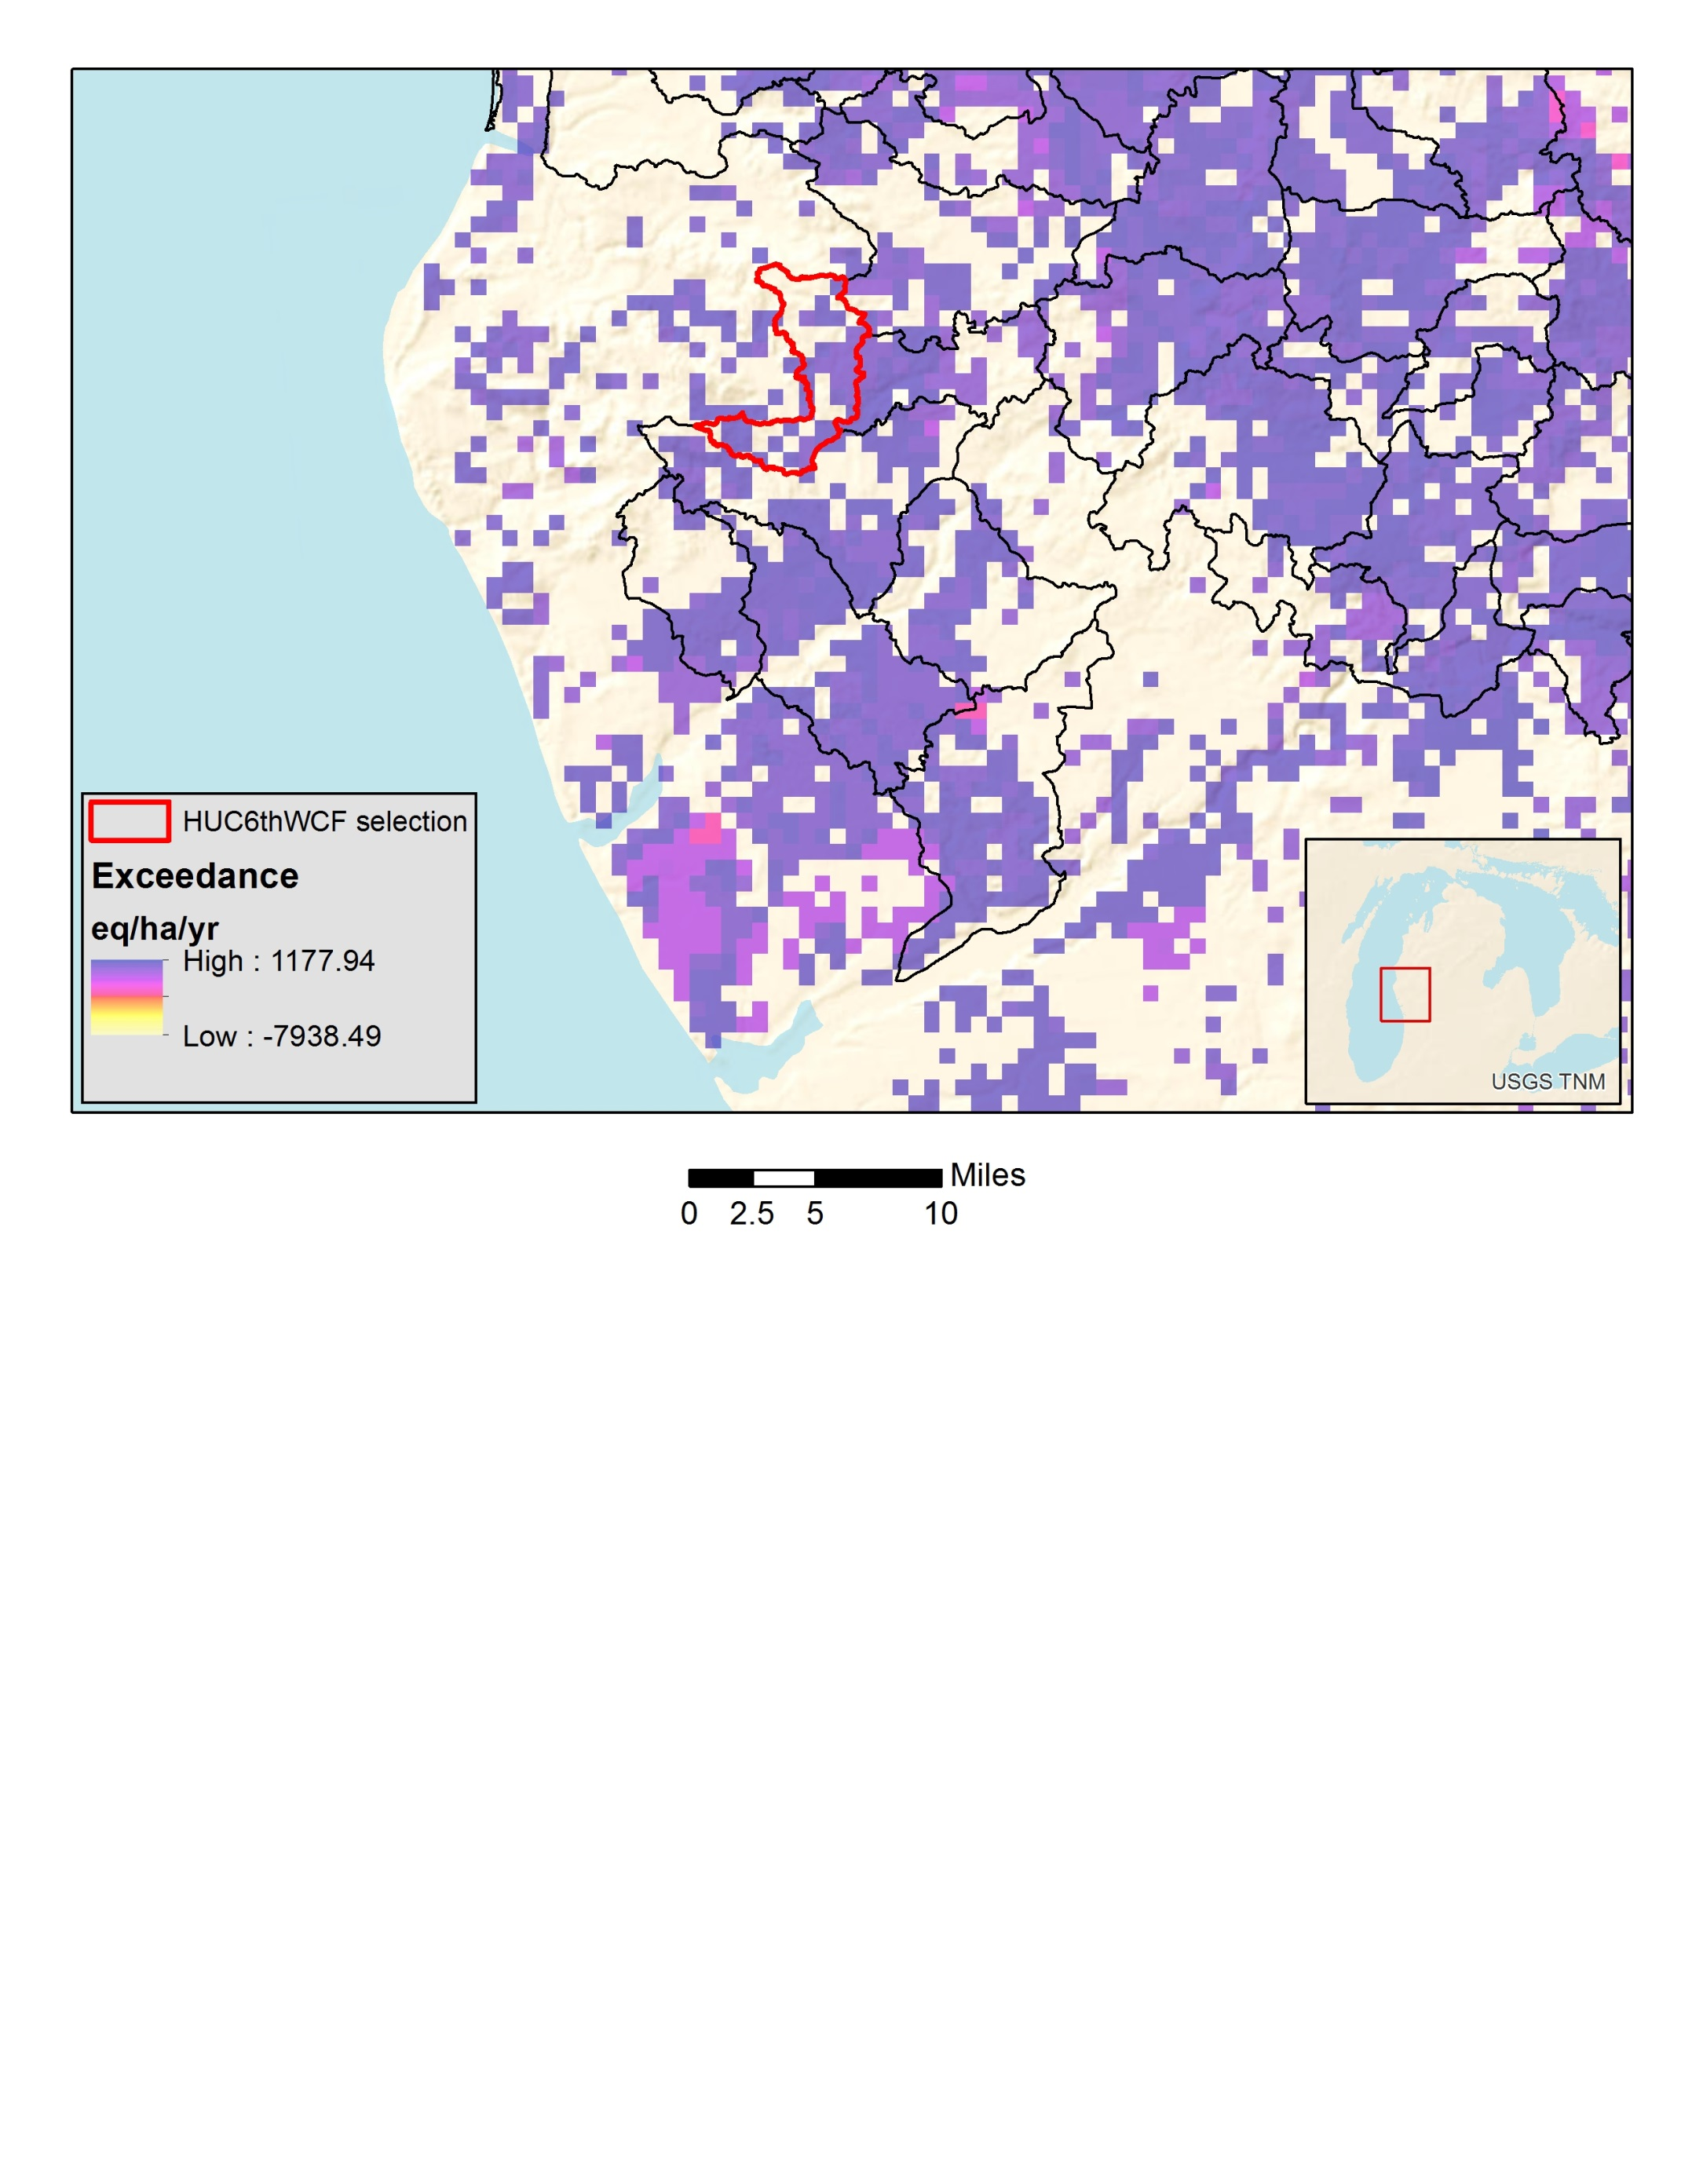 HUC6thWCF selection
Exceedance
eq/ha/yr
High : 1177.94
Low : -7938.49
USGS TNM
Miles
0 2.5 5 10